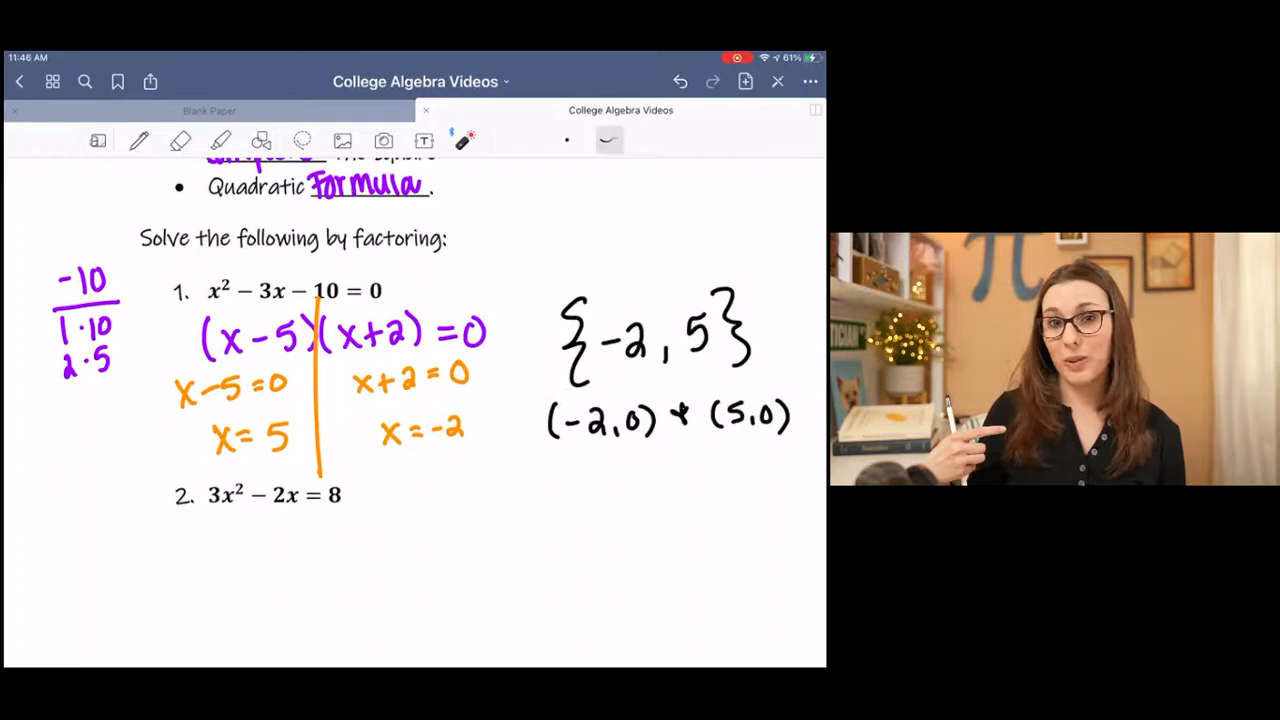 11:46 AM
61%
College Algebra Videos
Blank Paper
College Algebra Videos
T
The Square
• Quadratic Formula.
Solve the following by factoring:
1. x² − 3x − 10 = 0
-10
1·10
2·5
(x-5)(x+2) = 0
x-5=0
x+2=0
x=5
x=-2
{-2, 5}
(-2,0) + (5,0)
2. 3x² − 2x = 8